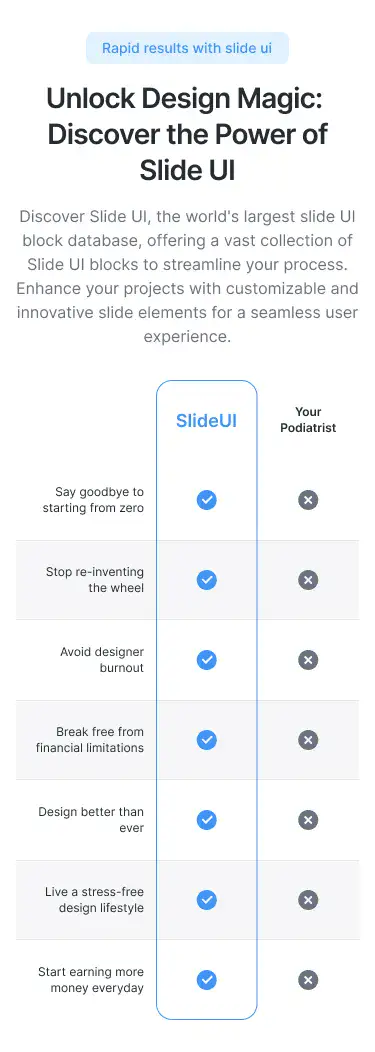 Rapid results with slide ui
Unlock Design Magic:
Discover the Power of
Slide UI
Discover Slide UI, the world's largest slide UI
block database, offering a vast collection of
Slide UI blocks to streamline your process.
Enhance your projects with customizable and
innovative slide elements for a seamless user
experience.
SlideUI
Your
Podiatrist
Say goodbye to
starting from zero
Stop re-inventing
the wheel
Avoid designer
burnout
Break free from
financial limitations
Design better than
ever
Live a stress-free
design lifestyle
Start earning more
money everyday